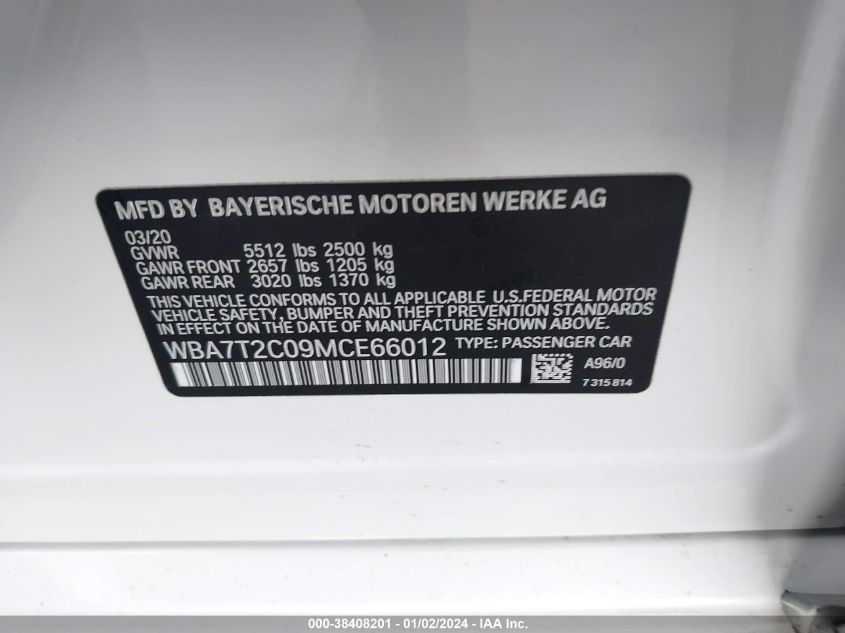 MFD BY BAYERISCHE MOTOREN WERKE AG
03/20
GVWR 5512 lbs 2500 kg
GAWR FRONT 2657 lbs 1205 kg
GAWR REAR 3020 lbs 1370 kg
THIS VEHICLE CONFORMS TO ALL APPLICABLE U.S.FEDERAL MOTOR
VEHICLE SAFETY, BUMPER AND THEFT PREVENTION STANDARDS
IN EFFECT ON THE DATE OF MANUFACTURE SHOWN ABOVE.
WBA7T2C09MCE66012 TYPE: PASSENGER CAR
A96/0
7 315 814
000-38408201 - 01/02/2024 - IAA Inc.